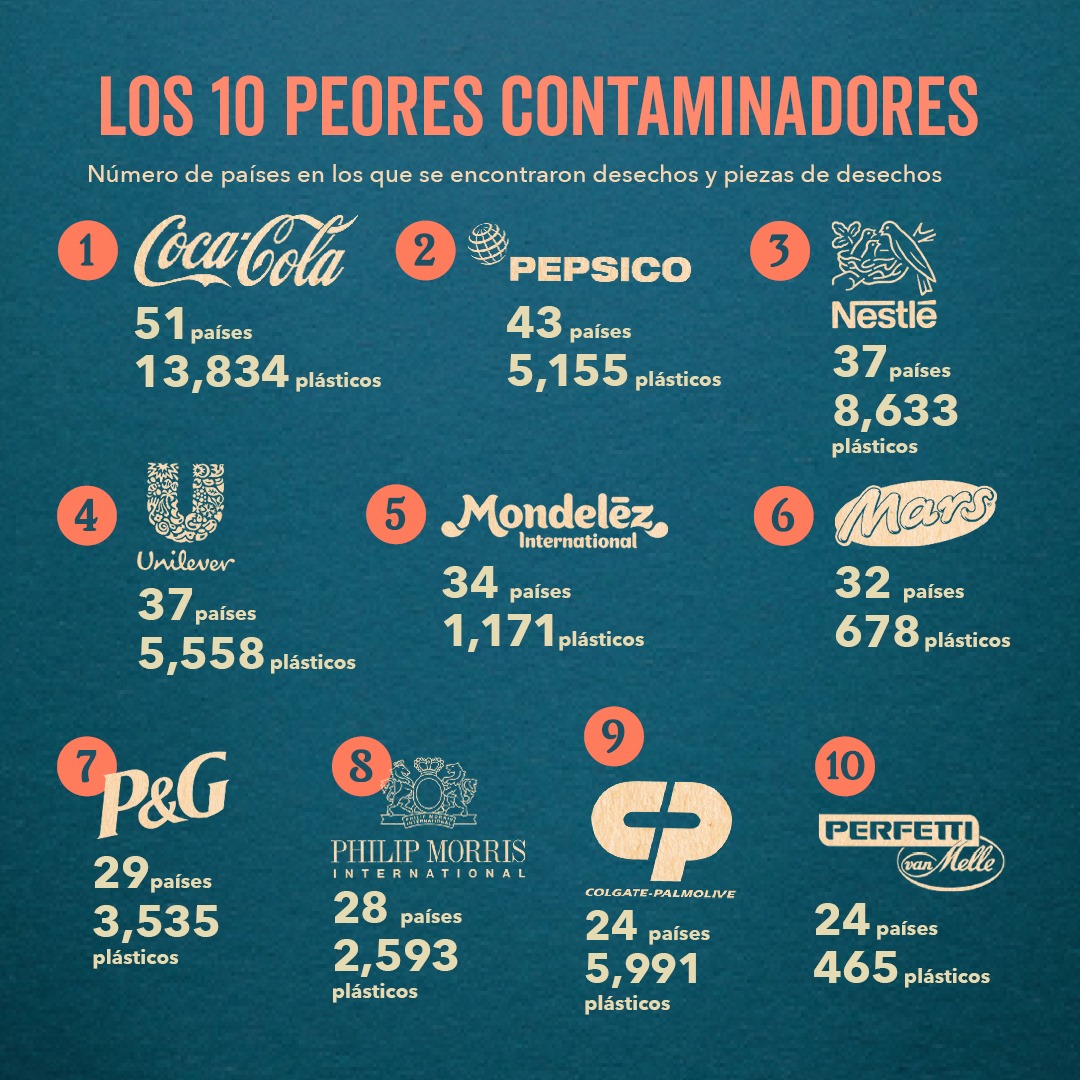 LOS 10 PEORES CONTAMINADORES
Número de países en los que se encontraron desechos y piezas de desechos
1
Coca-Cola
51 países
13,834 plásticos
2
PEPSICO
43 países
5,155 plásticos
3
Nestlé
37 países
8,633
plásticos
4
Unilever
37 países
5,558 plásticos
5
Mondelēz
International
34 países
1,171 plásticos
6
Mars
32 países
678 plásticos
7
P&G
29 países
3,535
plásticos
8
PHILIP MORRIS
INTERNATIONAL
PHILIP MORRIS
INTERNATIONAL
28 países
2,593
plásticos
9
CP
COLGATE-PALMOLIVE
24 países
5,991
plásticos
10
PERFETTI
van Melle
24 países
465 plásticos